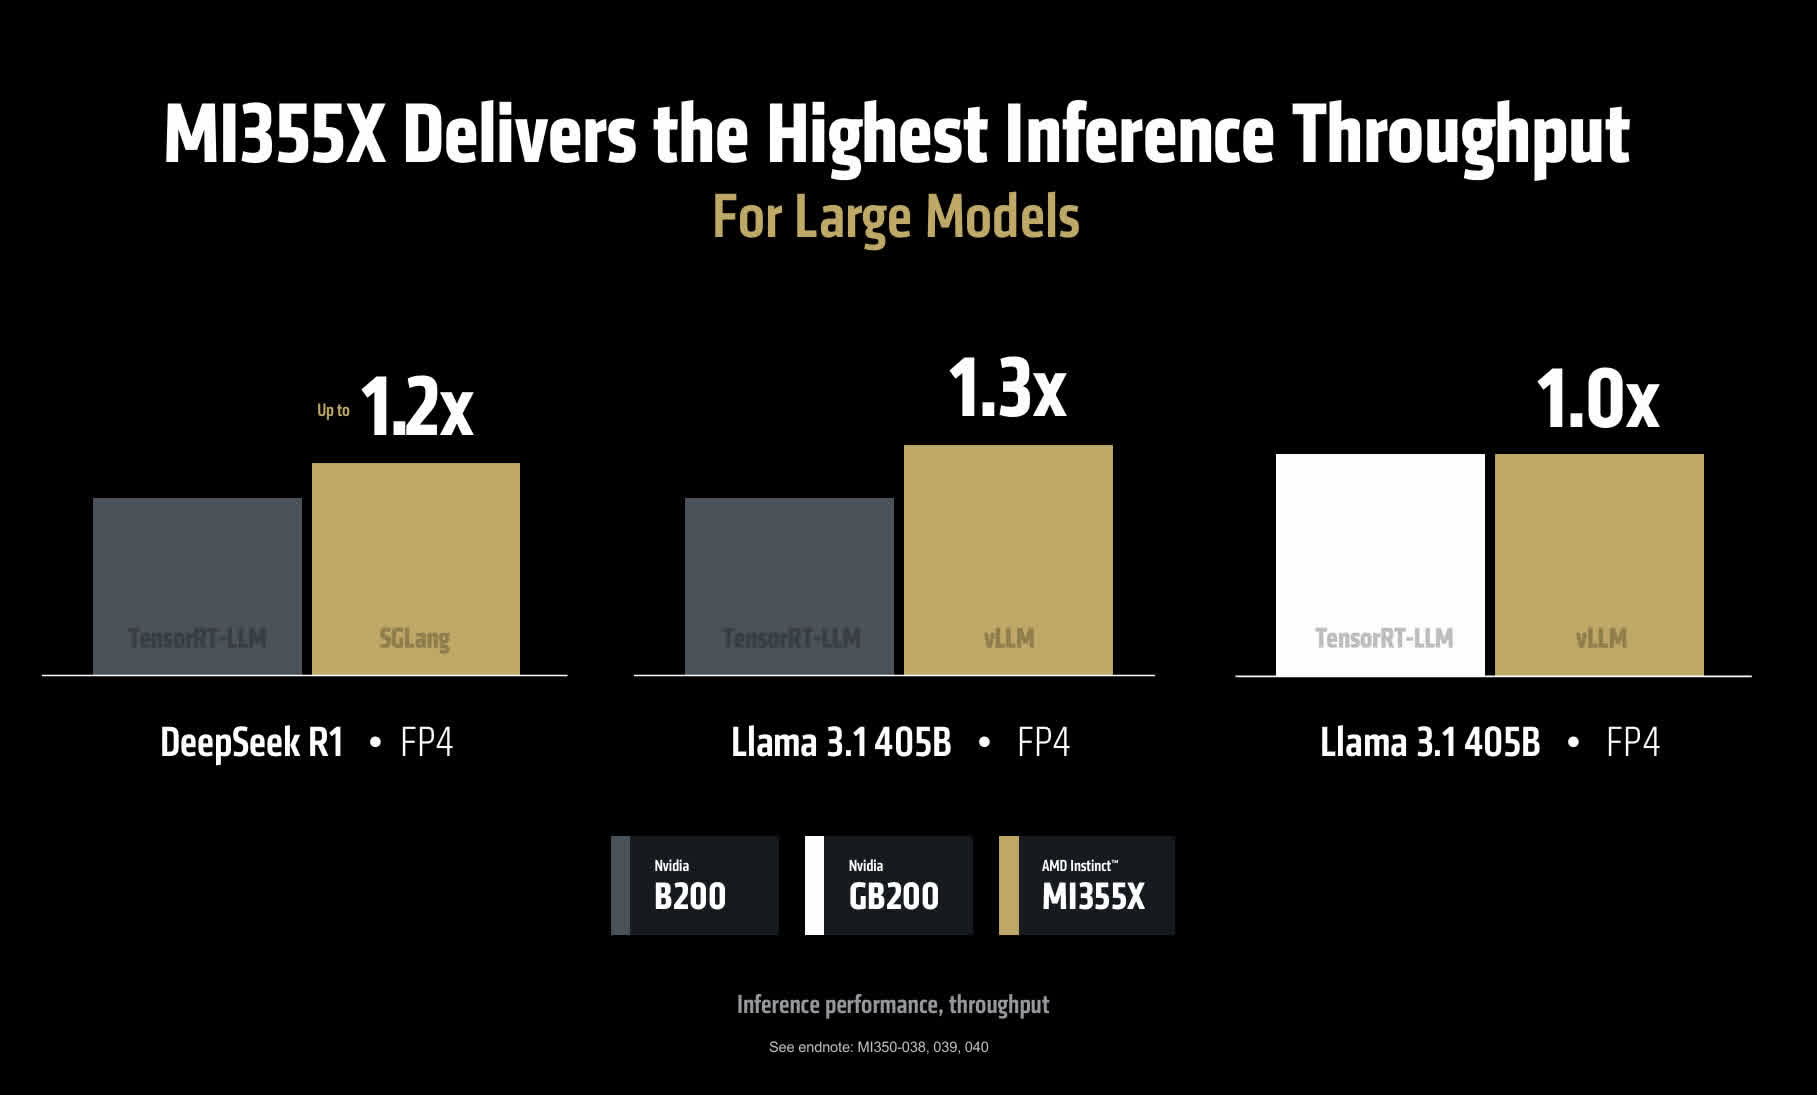 MI355X Delivers the Highest Inference Throughput
For Large Models
Up to 1.2x
1.3x
1.0x
TensorRT-LLM
SGLang
TensorRT-LLM
vLLM
TensorRT-LLM
vLLM
DeepSeek R1 • FP4
Llama 3.1 405B • FP4
Llama 3.1 405B • FP4
Nvidia
B200
Nvidia
GB200
AMD Instinct™
MI355X
Inference performance, throughput
See endnote: MI350-038, 039, 040